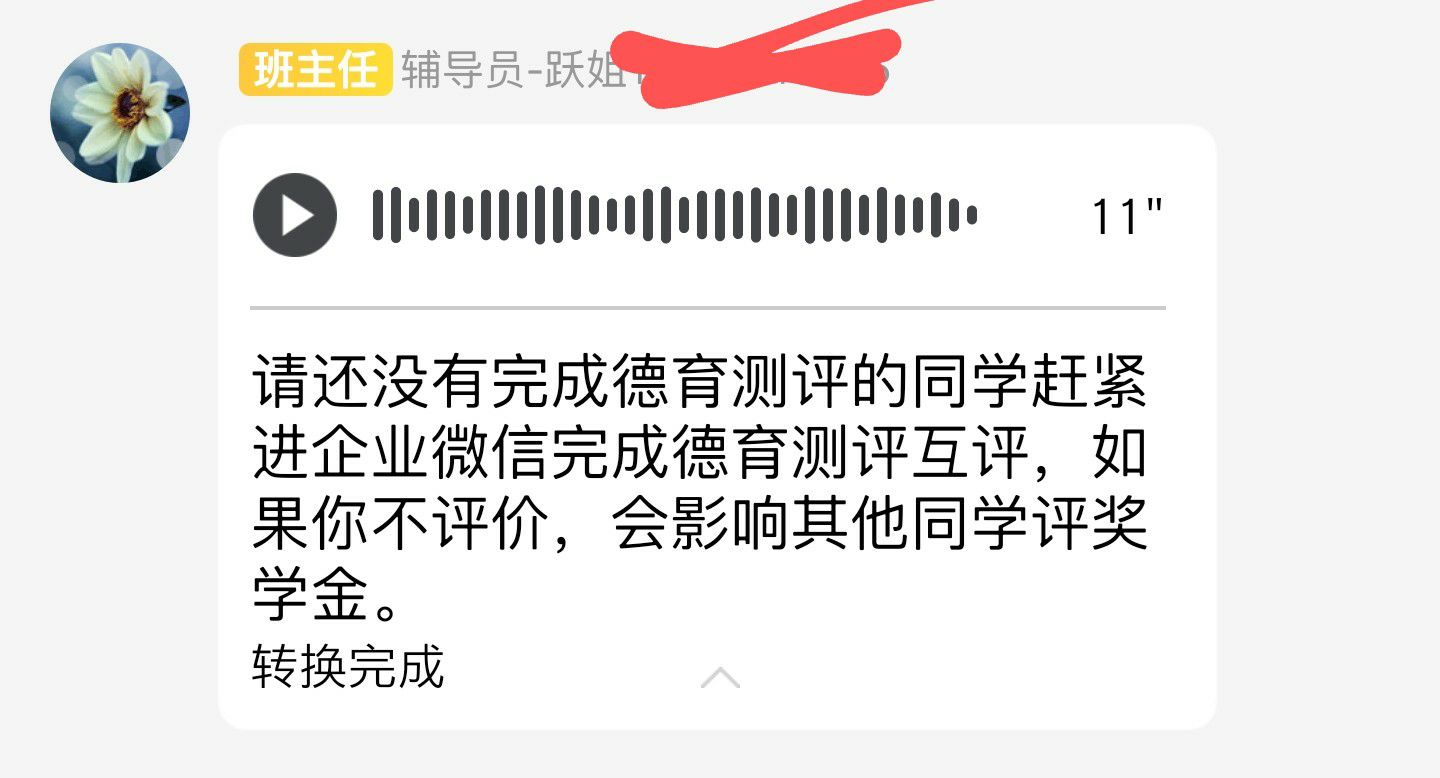 班主任 辅导员-跃姐
11"
请还没有完成德育测评的同学赶紧
进企业微信完成德育测评互评，如
果你不评价，会影响其他同学评奖
学金。
转换完成